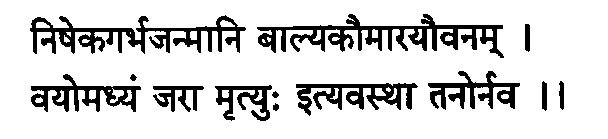 निषेकगर्भजन्मानि बाल्यकौमारयौवनम् ।
वयोमध्यं जरा मृत्युः इत्यवस्था तनोर्नव ।।